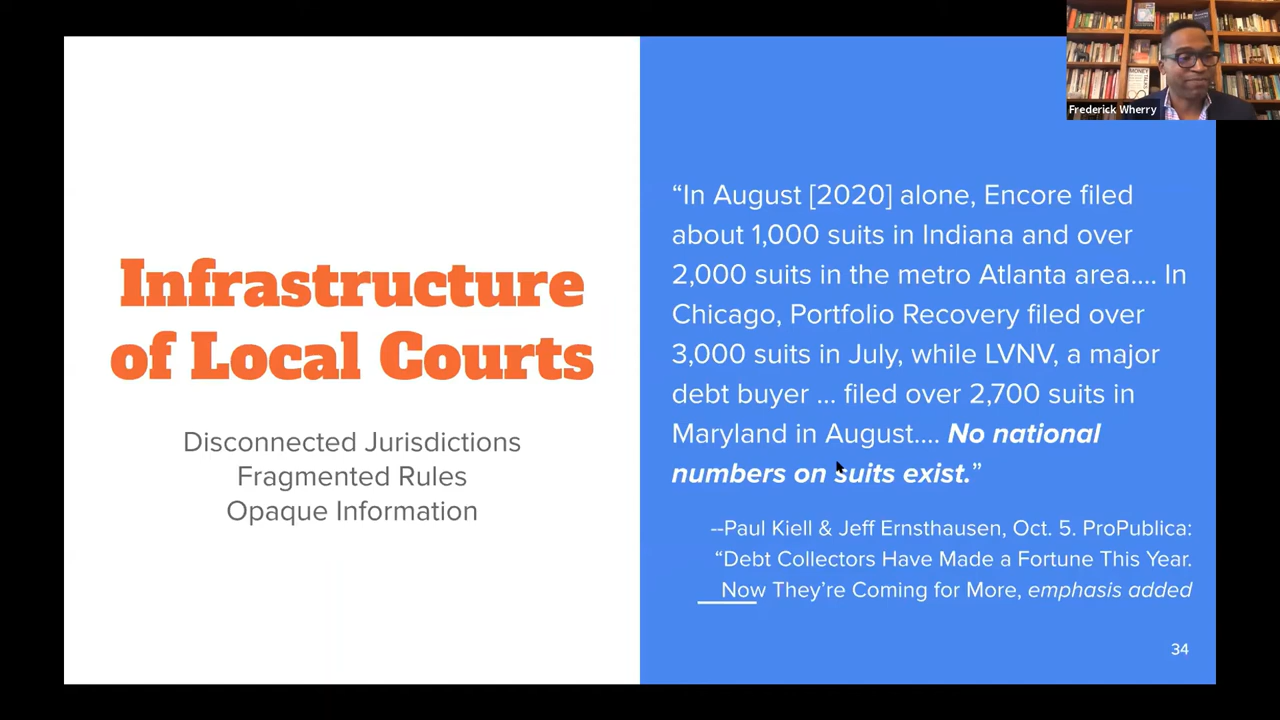 Frederick Wherry
Infrastructure
of Local Courts
Disconnected Jurisdictions
Fragmented Rules
Opaque Information
“In August [2020] alone, Encore filed
about 1,000 suits in Indiana and over
2,000 suits in the metro Atlanta area.... In
Chicago, Portfolio Recovery filed over
3,000 suits in July, while LVNV, a major
debt buyer ... filed over 2,700 suits in
Maryland in August.... No national
numbers on suits exist.”
--Paul Kiell & Jeff Ernsthausen, Oct. 5. ProPublica:
“Debt Collectors Have Made a Fortune This Year.
Now They’re Coming for More, emphasis added
34